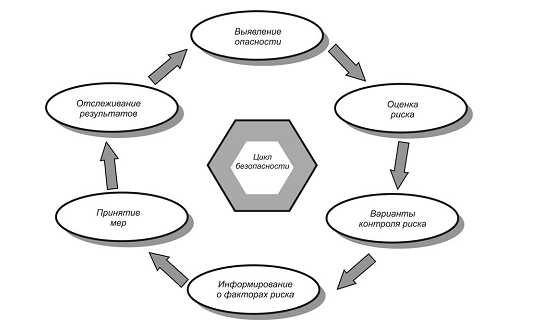 Выявление
опасности
Оценка
риска
Варианты
контроля риска
Информирование
о факторах риска
Принятие
мер
Отслеживание
результатов
Цикл
безопасности